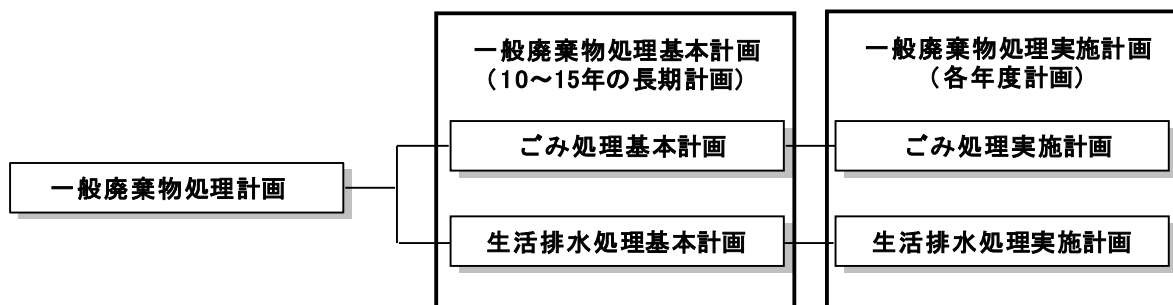 一般廃棄物処理計画
一般廃棄物処理基本計画
（10～15年の長期計画）
ごみ処理基本計画
生活排水処理基本計画
一般廃棄物処理実施計画
（各年度計画）
ごみ処理実施計画
生活排水処理実施計画